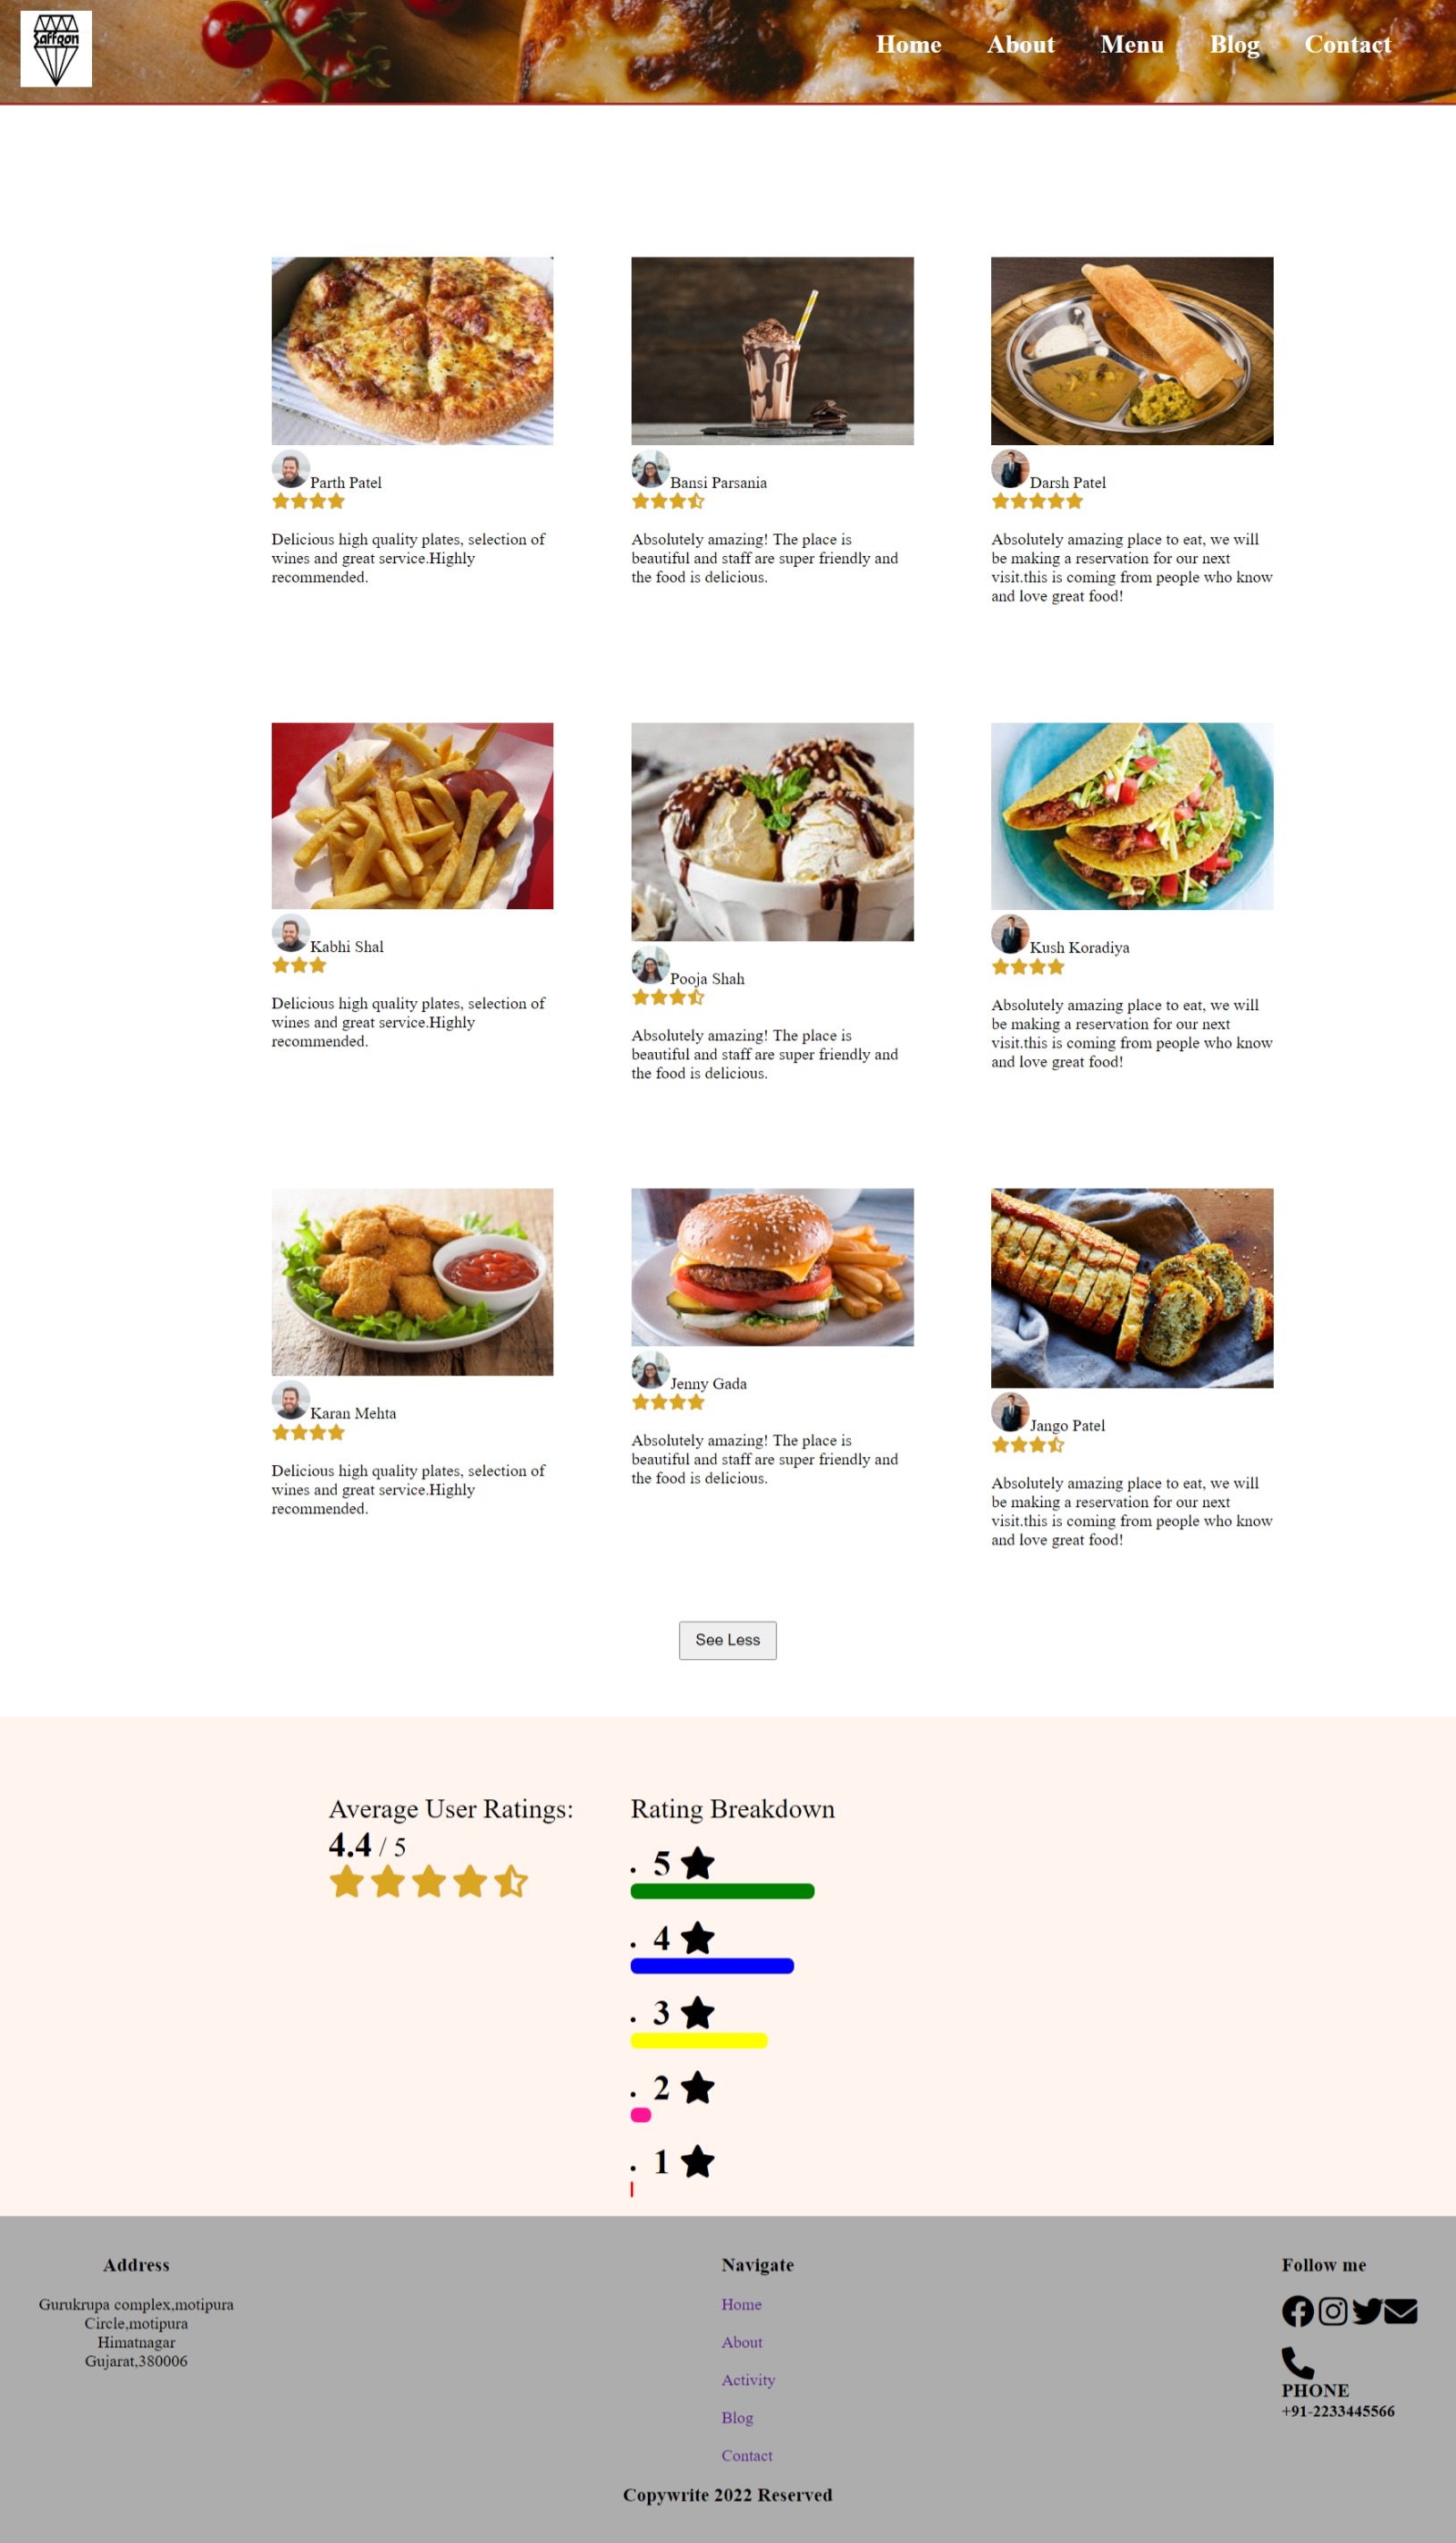 Saffron
Home About Menu Blog Contact
Parth Patel
Delicious high quality plates, selection of
wines and great service.Highly
recommended.
Bansi Parsania
Absolutely amazing! The place is
beautiful and staff are super friendly and
the food is delicious.
Darsh Patel
Absolutely amazing place to eat, we will
be making a reservation for our next
visit.this is coming from people who know
and love great food!
Kabhi Shal
Delicious high quality plates, selection of
wines and great service.Highly
recommended.
Pooja Shah
Absolutely amazing! The place is
beautiful and staff are super friendly and
the food is delicious.
Kush Koradiya
Absolutely amazing place to eat, we will
be making a reservation for our next
visit.this is coming from people who know
and love great food!
Karan Mehta
Delicious high quality plates, selection of
wines and great service.Highly
recommended.
Jenny Gada
Absolutely amazing! The place is
beautiful and staff are super friendly and
the food is delicious.
Jango Patel
Absolutely amazing place to eat, we will
be making a reservation for our next
visit.this is coming from people who know
and love great food!
See Less
Average User Ratings:
4.4 / 5
Rating Breakdown
5
4
3
2
1
Address
Gurukrupa complex,motipura
Circle,motipura
Himatnagar
Gujarat,380006
Navigate
Home
About
Activity
Blog
Contact
Follow me
PHONE
+91-2233445566
Copywrite 2022 Reserved